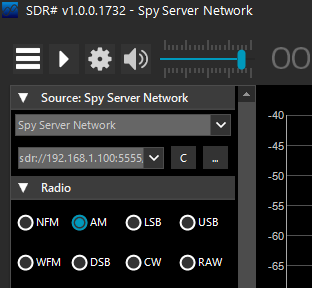 SDR# v1.0.0.1732 - Spy Server Network
00
Source: Spy Server Network
Spy Server Network
sdr://192.168.1.100:5555
C
...
Radio
NFM
AM
LSB
USB
WFM
DSB
CW
RAW
-40
-45
-50
-55
-60
-65